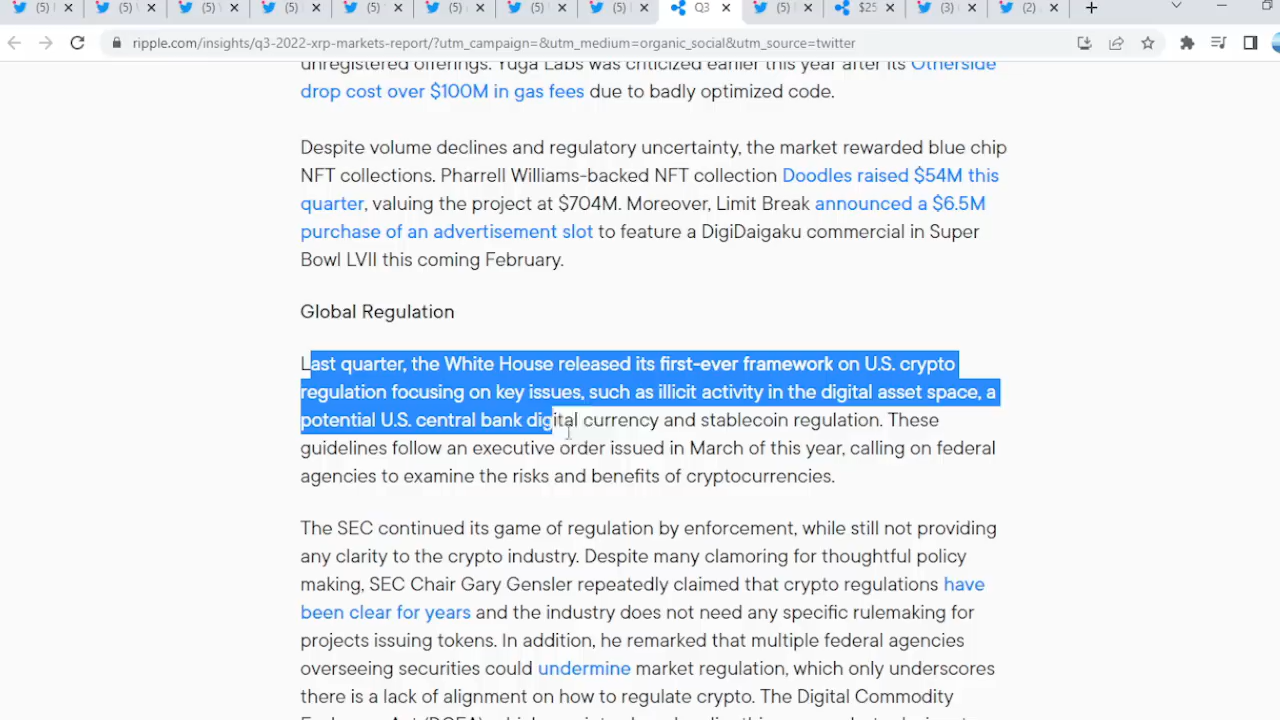 (5)
(5)
(5)
(5)
(5)
(5)
(5)
(5)
Q3
(5)
$25
(3)
(2)
ripple.com/insights/q3-2022-xrp-markets-report/?utm_campaign=&utm_medium=organic_social&utm_source=twitter
unregistered offerings. Yuga Labs was criticized earlier this year after its Otherside
drop cost over $100M in gas fees due to badly optimized code.
Despite volume declines and regulatory uncertainty, the market rewarded blue chip
NFT collections. Pharrell Williams-backed NFT collection Doodles raised $54M this
quarter, valuing the project at $704M. Moreover, Limit Break announced a $6.5M
purchase of an advertisement slot to feature a DigiDaigaku commercial in Super
Bowl LVII this coming February.
Global Regulation
Last quarter, the White House released its first-ever framework on U.S. crypto
regulation focusing on key issues, such as illicit activity in the digital asset space, a
potential U.S. central bank digital currency and stablecoin regulation. These
guidelines follow an executive order issued in March of this year, calling on federal
agencies to examine the risks and benefits of cryptocurrencies.
The SEC continued its game of regulation by enforcement, while still not providing
any clarity to the crypto industry. Despite many clamoring for thoughtful policy
making, SEC Chair Gary Gensler repeatedly claimed that crypto regulations have
been clear for years and the industry does not need any specific rulemaking for
projects issuing tokens. In addition, he remarked that multiple federal agencies
overseeing securities could undermine market regulation, which only underscores
there is a lack of alignment on how to regulate crypto. The Digital Commodity